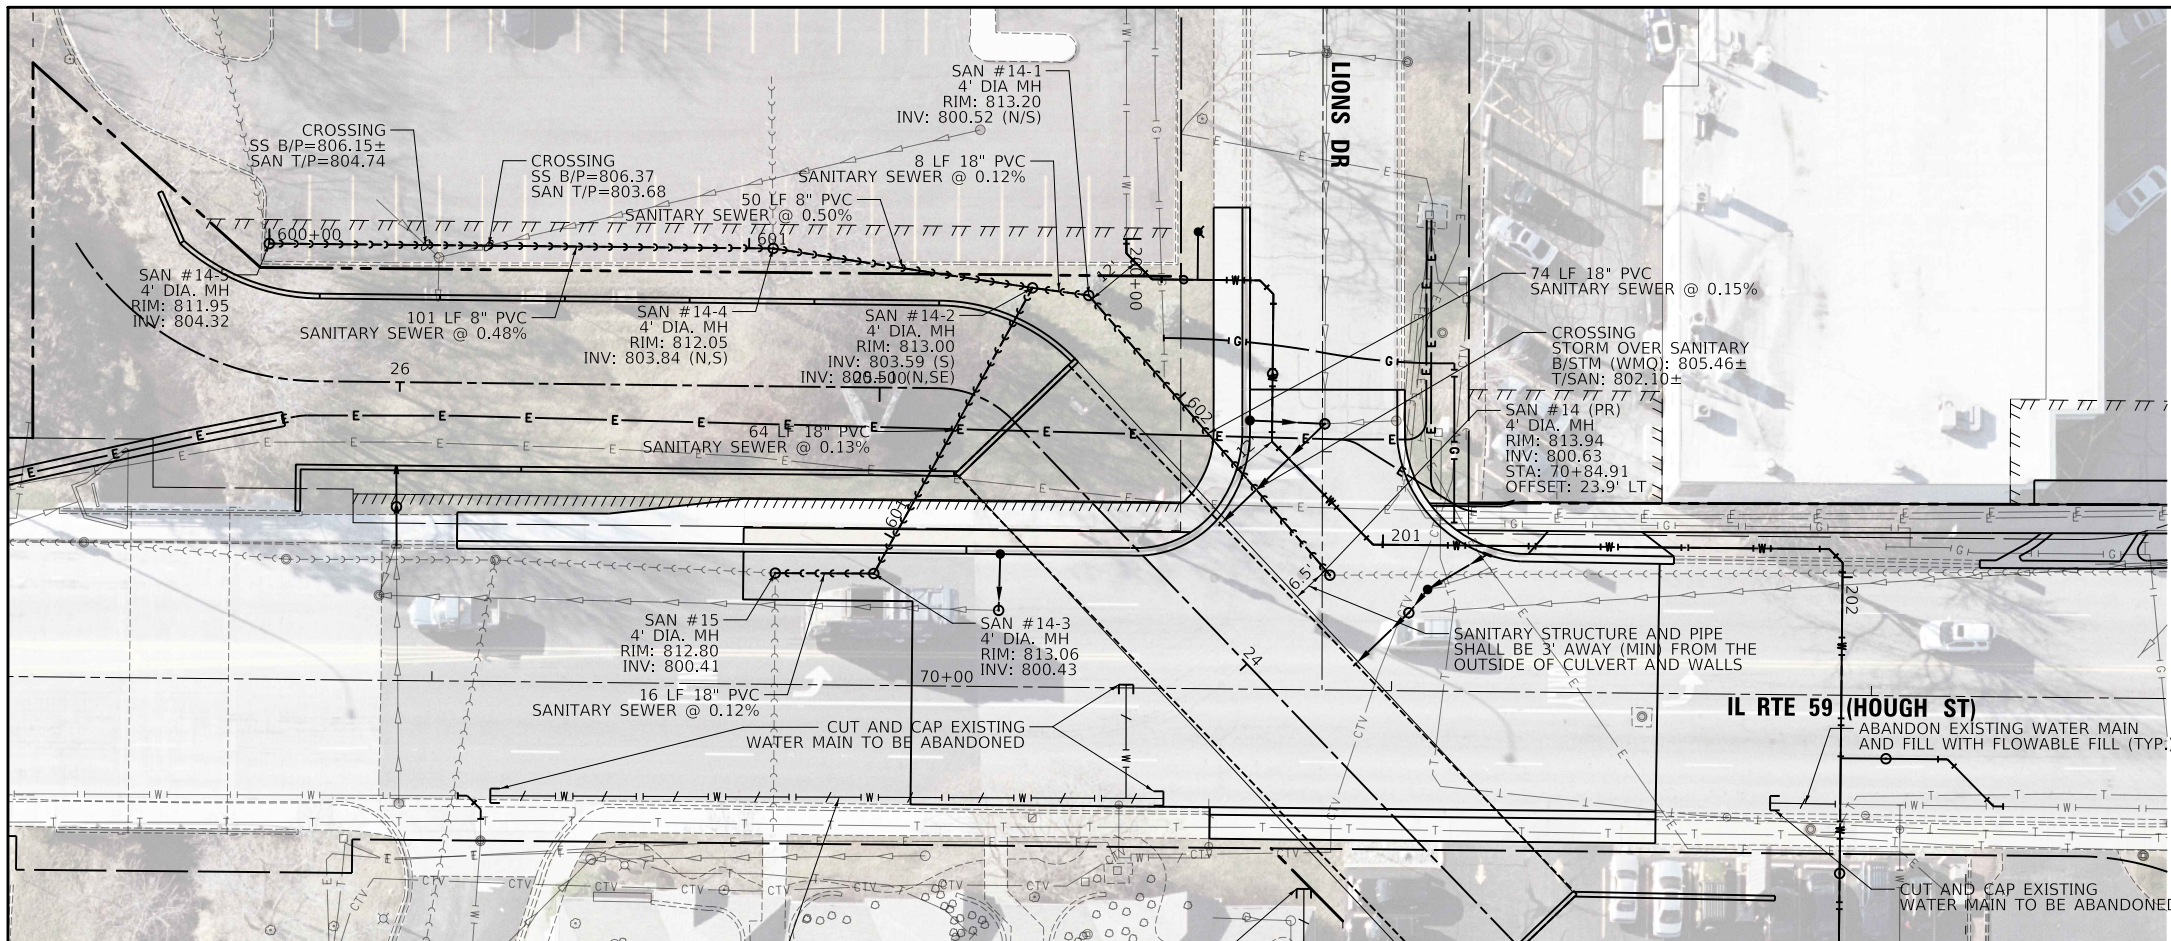 SAN #14-1
4' DIA MH
RIM: 813.20
INV: 800.52 (N/S)
LIONS DR
CROSSING
SS B/P=806.15±
SAN T/P=804.74
CROSSING
SS B/P=806.37
SAN T/P=803.68
8 LF 18" PVC
SANITARY SEWER @ 0.12%
50 LF 8" PVC
SANITARY SEWER @ 0.50%
600+00
601
12'
200+00
SAN #14-5
4' DIA. MH
RIM: 811.95
INV: 804.32
101 LF 8" PVC
SANITARY SEWER @ 0.48%
SAN #14-4
4' DIA. MH
RIM: 812.05
INV: 803.84 (N,S)
SAN #14-2
4' DIA. MH
RIM: 813.00
INV: 803.59 (S)
INV: 800.51 (N,SE)
74 LF 18" PVC
SANITARY SEWER @ 0.15%
CROSSING
STORM OVER SANITARY
B/STM (WMQ): 805.46±
T/SAN: 802.10±
26
602
64 LF 18" PVC
SANITARY SEWER @ 0.13%
SAN #14 (PR)
4' DIA. MH
RIM: 813.94
INV: 800.63
STA: 70+84.91
OFFSET: 23.9' LT
601
201
6.5'
202
SAN #15
4' DIA. MH
RIM: 812.80
INV: 800.41
SAN #14-3
4' DIA. MH
RIM: 813.06
INV: 800.43
SANITARY STRUCTURE AND PIPE
SHALL BE 3' AWAY (MIN) FROM THE
OUTSIDE OF CULVERT AND WALLS
24
70+00
16 LF 18" PVC
SANITARY SEWER @ 0.12%
IL RTE 59 (HOUGH ST)
CUT AND CAP EXISTING
WATER MAIN TO BE ABANDONED
ABANDON EXISTING WATER MAIN
AND FILL WITH FLOWABLE FILL (TYP.
CUT AND CAP EXISTING
WATER MAIN TO BE ABANDONED